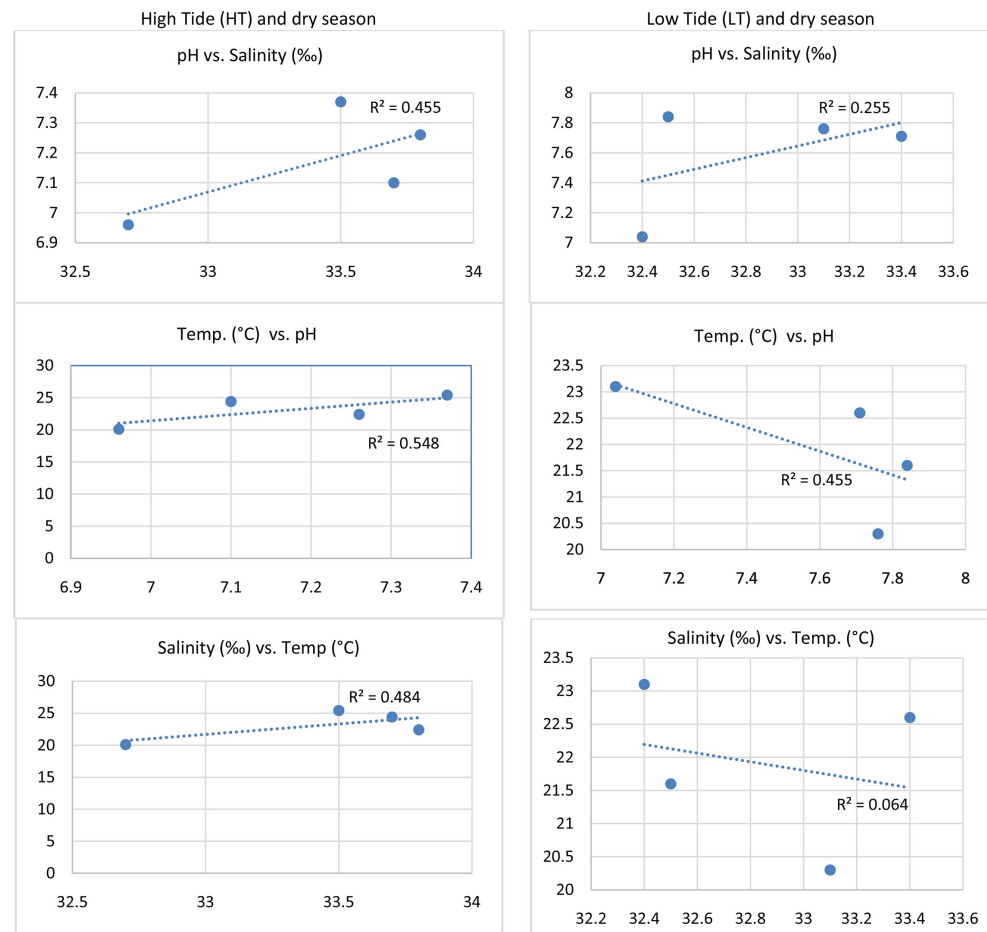 High Tide (HT) and dry season
Low Tide (LT) and dry season
pH vs. Salinity (‰)
R² = 0.455
7.4
7.3
7.2
7.1
7
6.9
32.5 33 33.5 34
pH vs. Salinity (‰)
R² = 0.255
8
7.8
7.6
7.4
7.2
7
32.2 32.4 32.6 32.8 33 33.2 33.4 33.6
Temp. (°C) vs. pH
30
25
20
R² = 0.548
15
10
5
0
6.9 7 7.1 7.2 7.3 7.4
Temp. (°C) vs. pH
23.5
23
22.5
22
21.5
R² = 0.455
21
20.5
20
7 7.2 7.4 7.6 7.8 8
Salinity (‰) vs. Temp (°C)
30
R² = 0.484
25
20
15
10
5
0
32.5 33 33.5 34
Salinity (‰) vs. Temp. (°C)
23.5
23
22.5
22
21.5
R² = 0.064
21
20.5
20
32.2 32.4 32.6 32.8 33 33.2 33.4 33.6